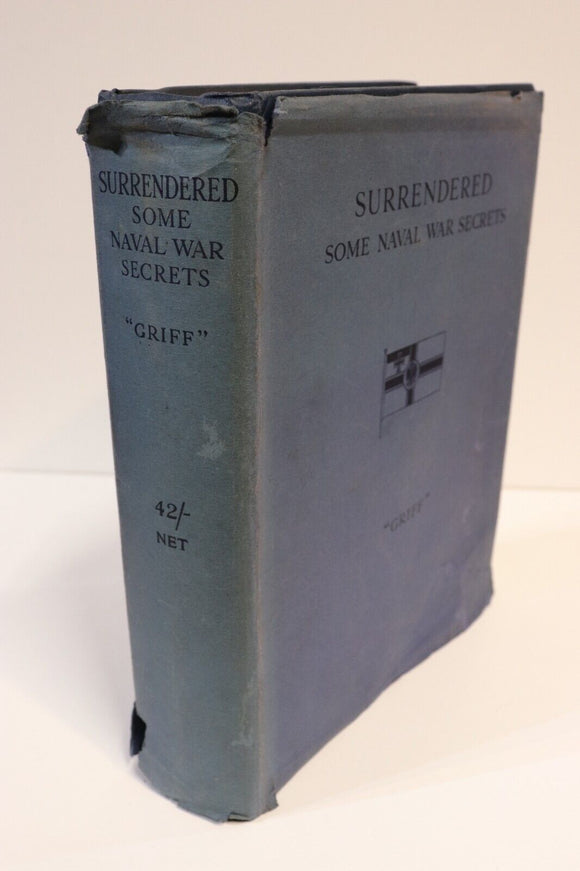 SURRENDERED
SOME
NAVAL WAR
SECRETS
"GRIFF"
42/-
NET
SURRENDERED
SOME NAVAL WAR SECRETS
"GRIFF"